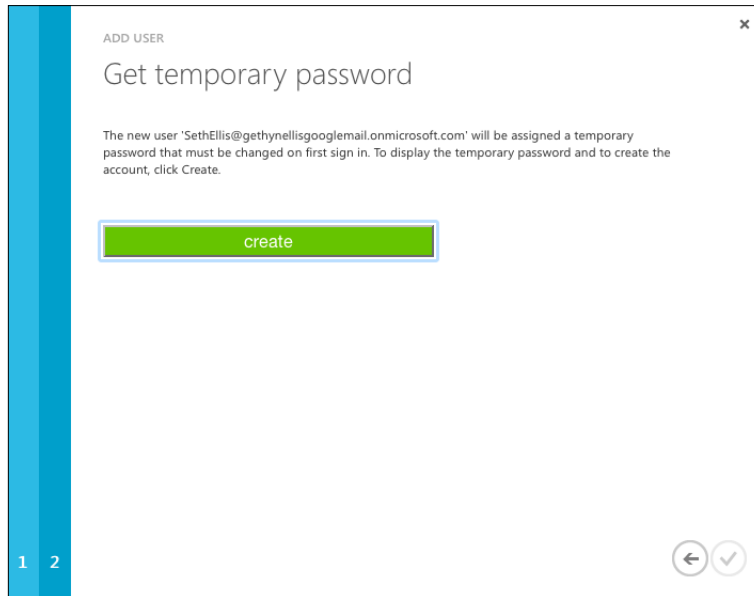 ADD USER
Get temporary password
The new user 'SethEllis@gethynellisgooglemail.onmicrosoft.com' will be assigned a temporary
password that must be changed on first sign in. To display the temporary password and to create the
account, click Create.
create
1 2